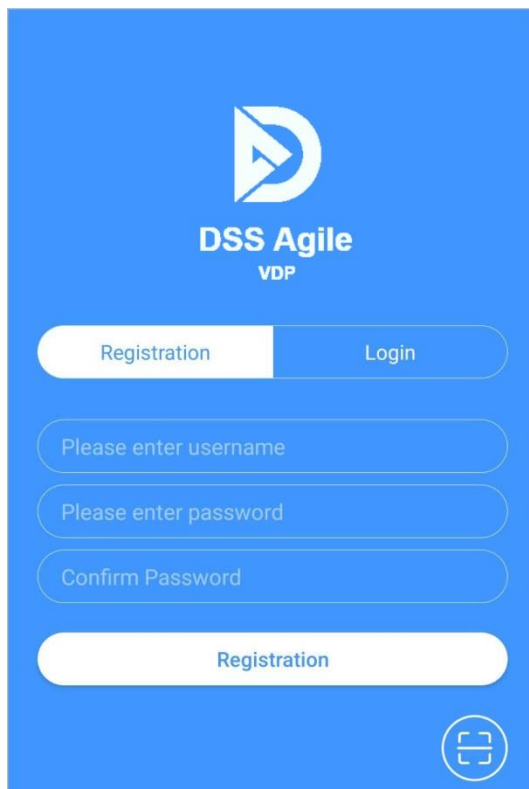 DSS Agile
VDP
Registration Login
Please enter username
Please enter password
Confirm Password
Registration